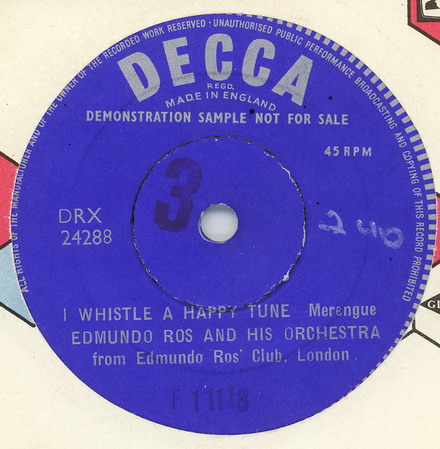 ALL RIGHTS OF THE MANUFACTURER AND OF THE OWNER OF THE RECORDED WORK RESERVED · UNAUTHORISED PUBLIC PERFORMANCE BROADCASTING AND COPYING OF THIS RECORD PROHIBITED
DECCA
REGD.
MADE IN ENGLAND
DEMONSTRATION SAMPLE NOT FOR SALE
45 RPM
3
DRX
24288
240
I WHISTLE A HAPPY TUNE Merengue
EDMUNDO ROS AND HIS ORCHESTRA
from Edmundo Ros' Club, London
F 11118